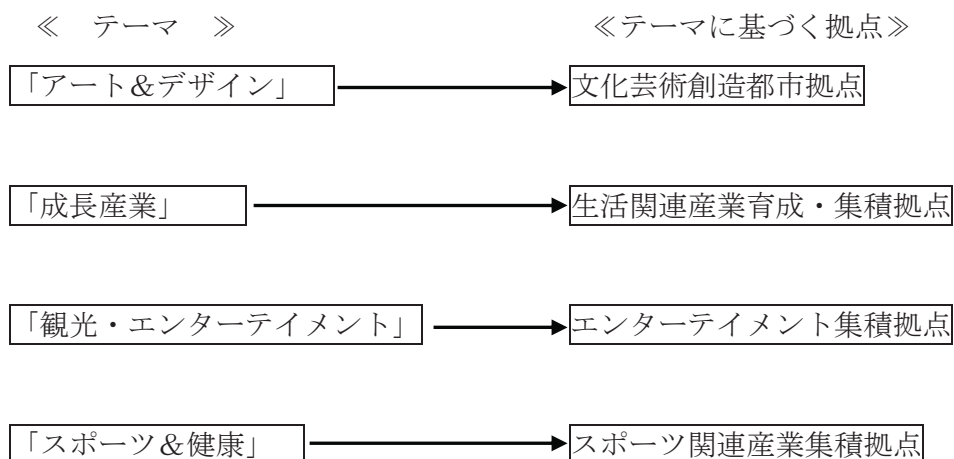 ≪ テーマ ≫ ≪テーマに基づく拠点≫
「アート&デザイン」 文化芸術創造都市拠点
「成長産業」 生活関連産業育成・集積拠点
「観光・エンターテイメント」 エンターテイメント集積拠点
「スポーツ&健康」 スポーツ関連産業集積拠点